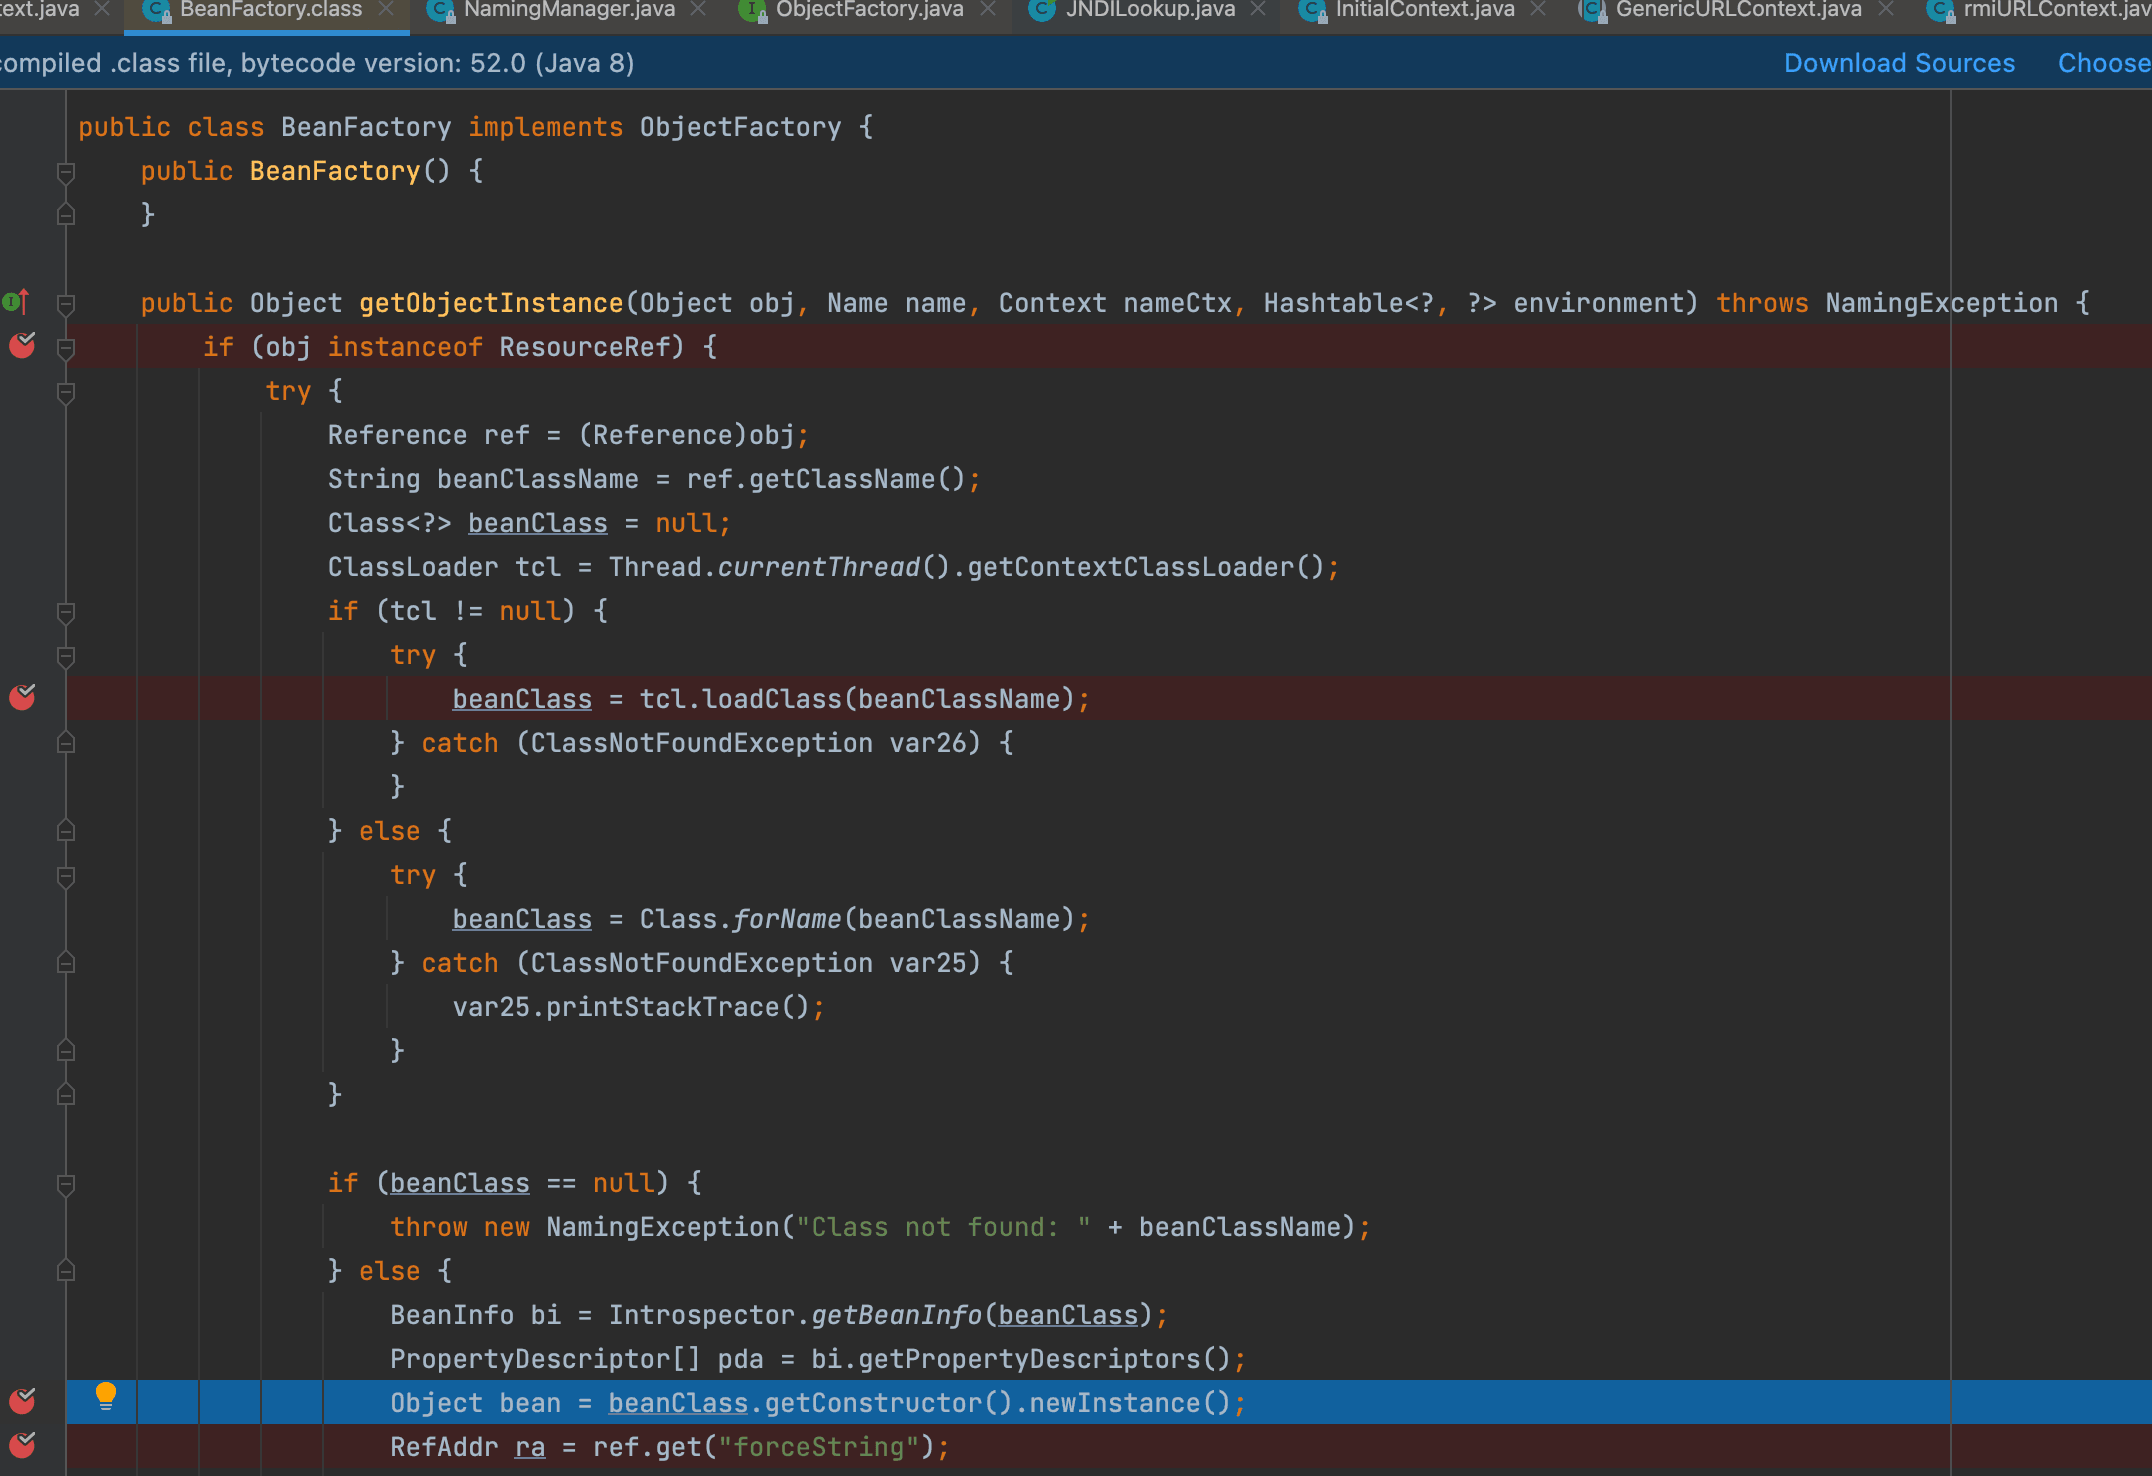 text.java BeanFactory.class NamingManager.java ObjectFactory.java JNDILookup.java InitialContext.java GenericURLContext.java rmiURLContext.jav
compiled .class file, bytecode version: 52.0 (Java 8) Download Sources Choose
public class BeanFactory implements ObjectFactory {
public BeanFactory() {
}
public Object getObjectInstance(Object obj, Name name, Context nameCtx, Hashtable<?, ?> environment) throws NamingException {
if (obj instanceof ResourceRef) {
try {
Reference ref = (Reference)obj;
String beanClassName = ref.getClassName();
Class<?> beanClass = null;
ClassLoader tcl = Thread.currentThread().getContextClassLoader();
if (tcl != null) {
try {
beanClass = tcl.loadClass(beanClassName);
} catch (ClassNotFoundException var26) {
}
} else {
try {
beanClass = Class.forName(beanClassName);
} catch (ClassNotFoundException var25) {
var25.printStackTrace();
}
}
if (beanClass == null) {
throw new NamingException("Class not found: " + beanClassName);
} else {
BeanInfo bi = Introspector.getBeanInfo(beanClass);
PropertyDescriptor[] pda = bi.getPropertyDescriptors();
Object bean = beanClass.getConstructor().newInstance();
RefAddr ra = ref.get("forceString");